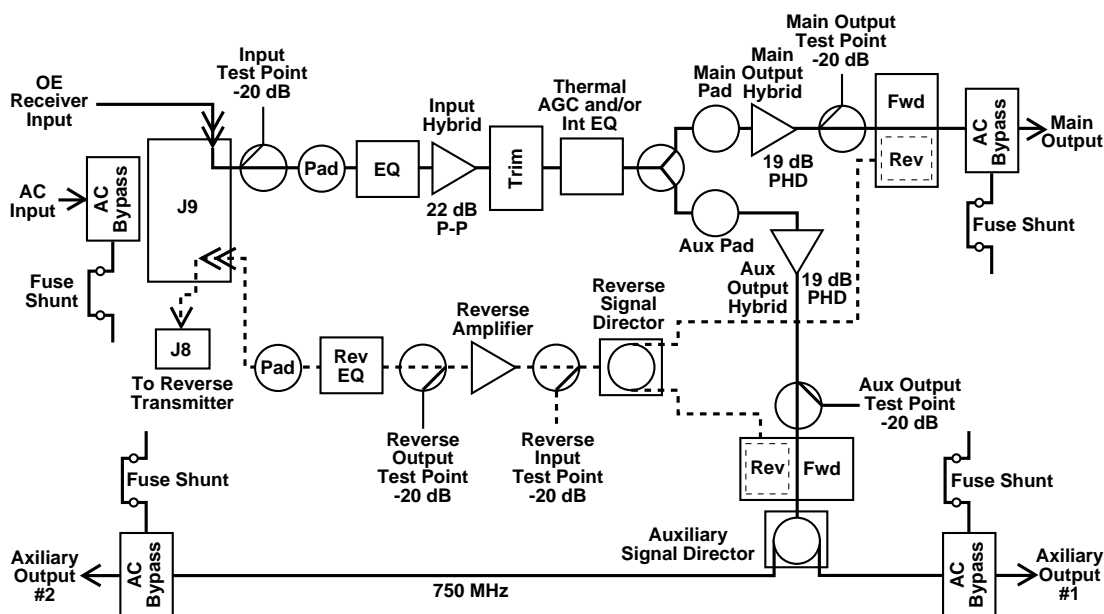 Input
Test Point
-20 dB
OE
Receiver
Input
Input
Hybrid
Thermal
AGC and/or
Int EQ
Main
Pad
Main
Output
Hybrid
Main Output
Test Point
-20 dB
Fwd
Rev
AC
Bypass
Main
Output
AC
Input
AC
Bypass
J9
Pad
EQ
Trim
22 dB
P-P
19 dB
PHD
Fuse Shunt
Aux Pad
Fuse
Shunt
Aux
Output
Hybrid
19 dB
PHD
Reverse
Amplifier
Reverse
Signal
Director
J8
To Reverse
Transmitter
Pad
Rev
EQ
Aux Output
Test Point
-20 dB
Reverse
Output
Test Point
-20 dB
Reverse
Input
Test Point
-20 dB
Rev
Fwd
Fuse Shunt
Fuse Shunt
Auxiliary
Signal Director
Axiliary
Output
#2
AC
Bypass
750 MHz
AC
Bypass
Axiliary
Output
#1